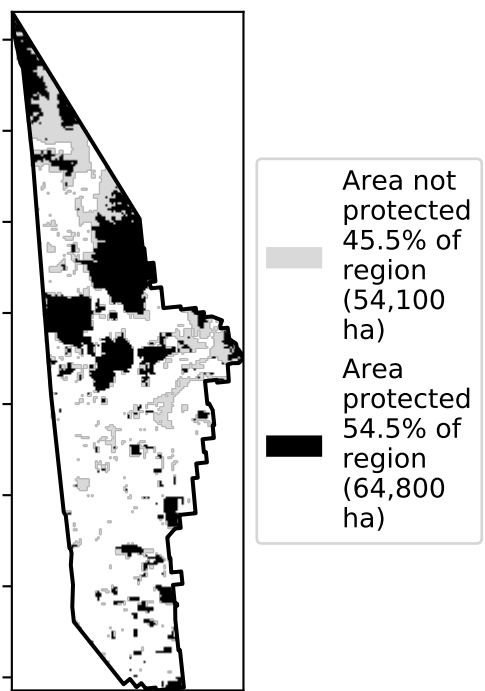 Area not
protected
45.5% of
region
(54,100
ha)
Area
protected
54.5% of
region
(64,800
ha)